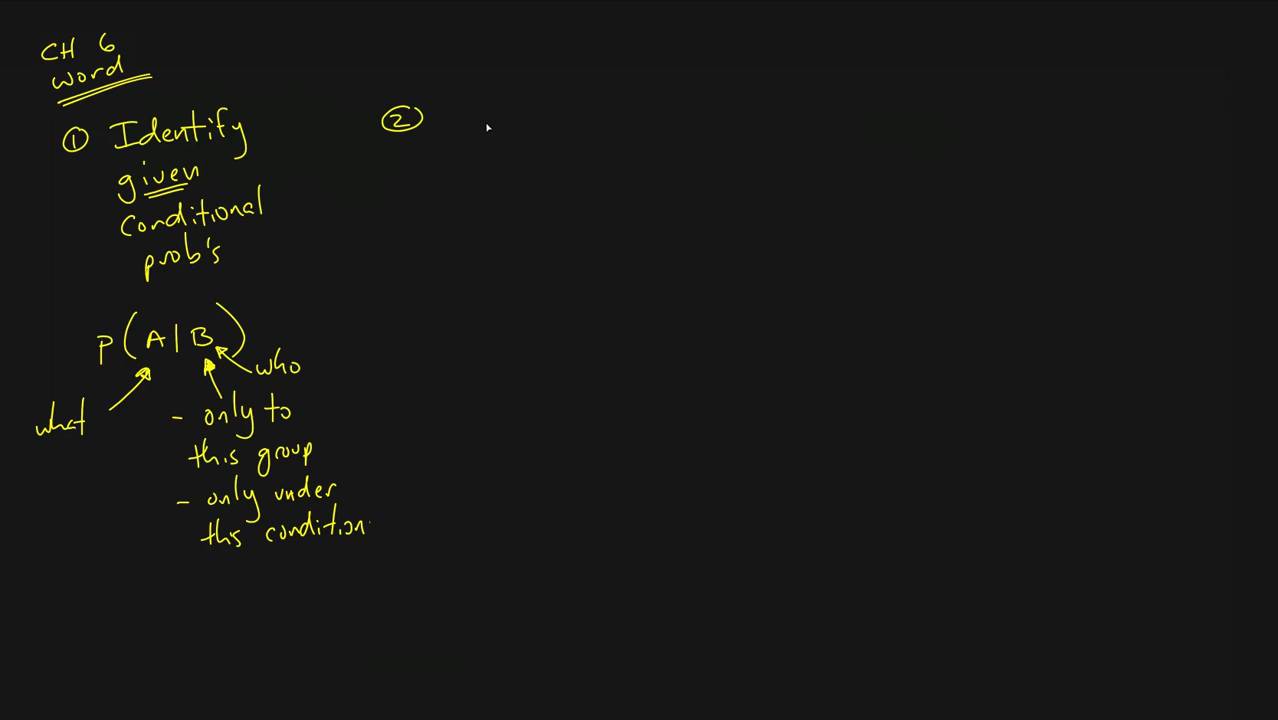 CH 6
word
① Identify
given
conditional
prob's
P(A|B)
who
what
- only to
this group
- only under
this condition
②